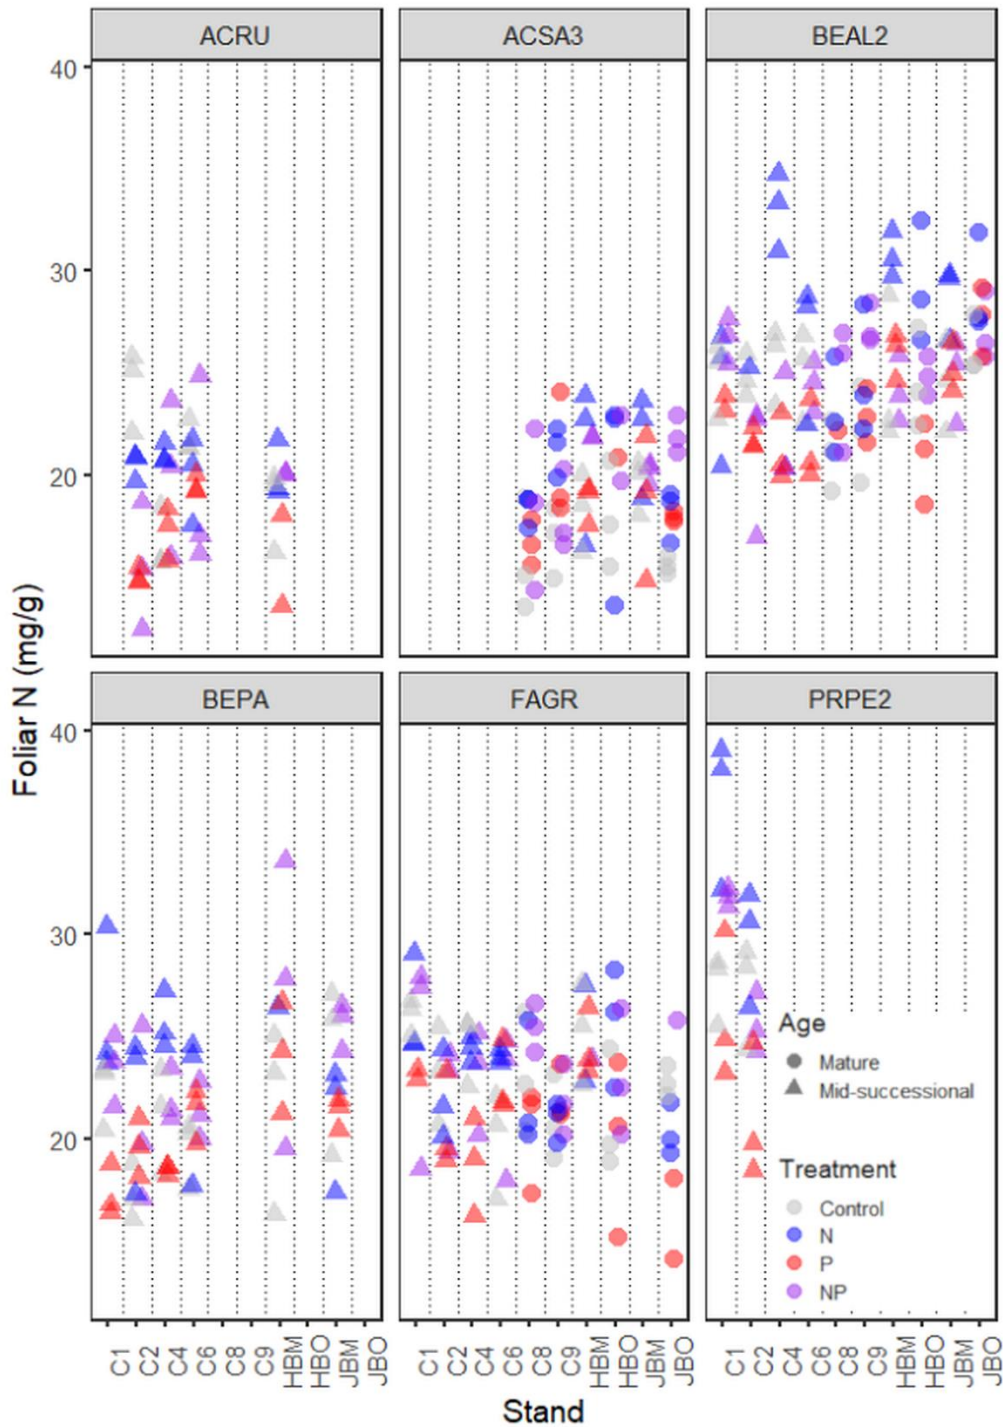 ACRU ACSA3 BEAL2
40
30
20
Foliar N (mg/g)
BEPA FAGR PRPE2
40
30
20
Age
Mature
Mid-successional
Treatment
Control
N
P
NP
C1 C2 C4 C6 C8 C9 HBM HBO JBM JBO C1 C2 C4 C6 C8 C9 HBM HBO JBM JBO C1 C2 C4 C6 C8 C9 HBM HBO JBM JBO
Stand